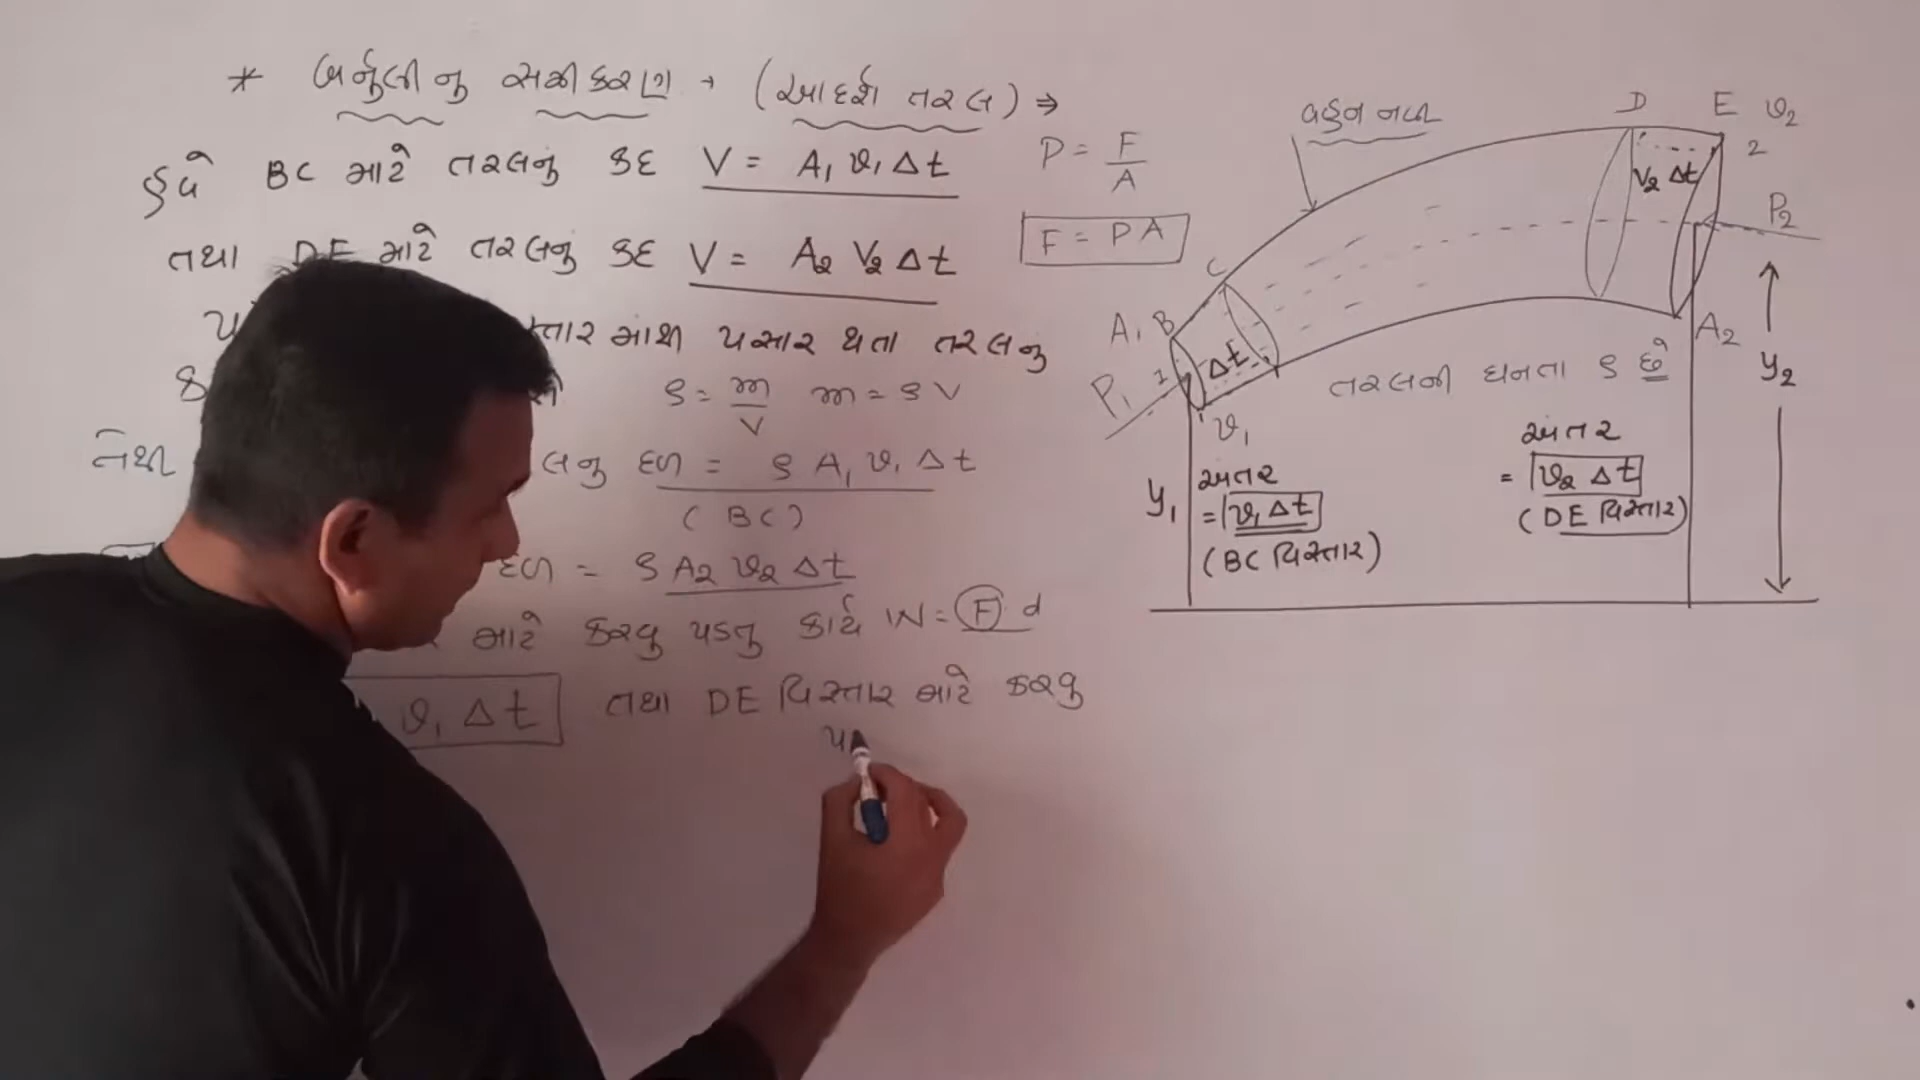 * બર્નુલીનુ સમીકરણ → (આદર્શ તરલ) ⇒
હવે BC માટે તરલનુ કદ V = A₁ v₁ Δt
તથા DE માટે તરલનુ કદ V = A₂ V₂ Δt
માથી પસાર થતા તરલનુ
ρ = m/V m = ρ V
તેથી
દળ = ρ A₁ v₁ Δt
(BC)
દળ = ρ A₂ v₂ Δt
માટે કરવુ પડતુ કાર્ય W = F d
v₁ Δt તથા DE વિસ્તાર માટે કરવુ
P = F/A
F = PA
વહન નળી
D E v₂
2
V₂ Δt
P₂
C
A₁ B
Δt
P₁ 1
v₁
A₂
y₂
તરલની ઘનતા ρ છે
y₁
અંતર
= v₁ Δt
(BC વિસ્તાર)
અંતર
= v₂ Δt
(DE વિસ્તાર)